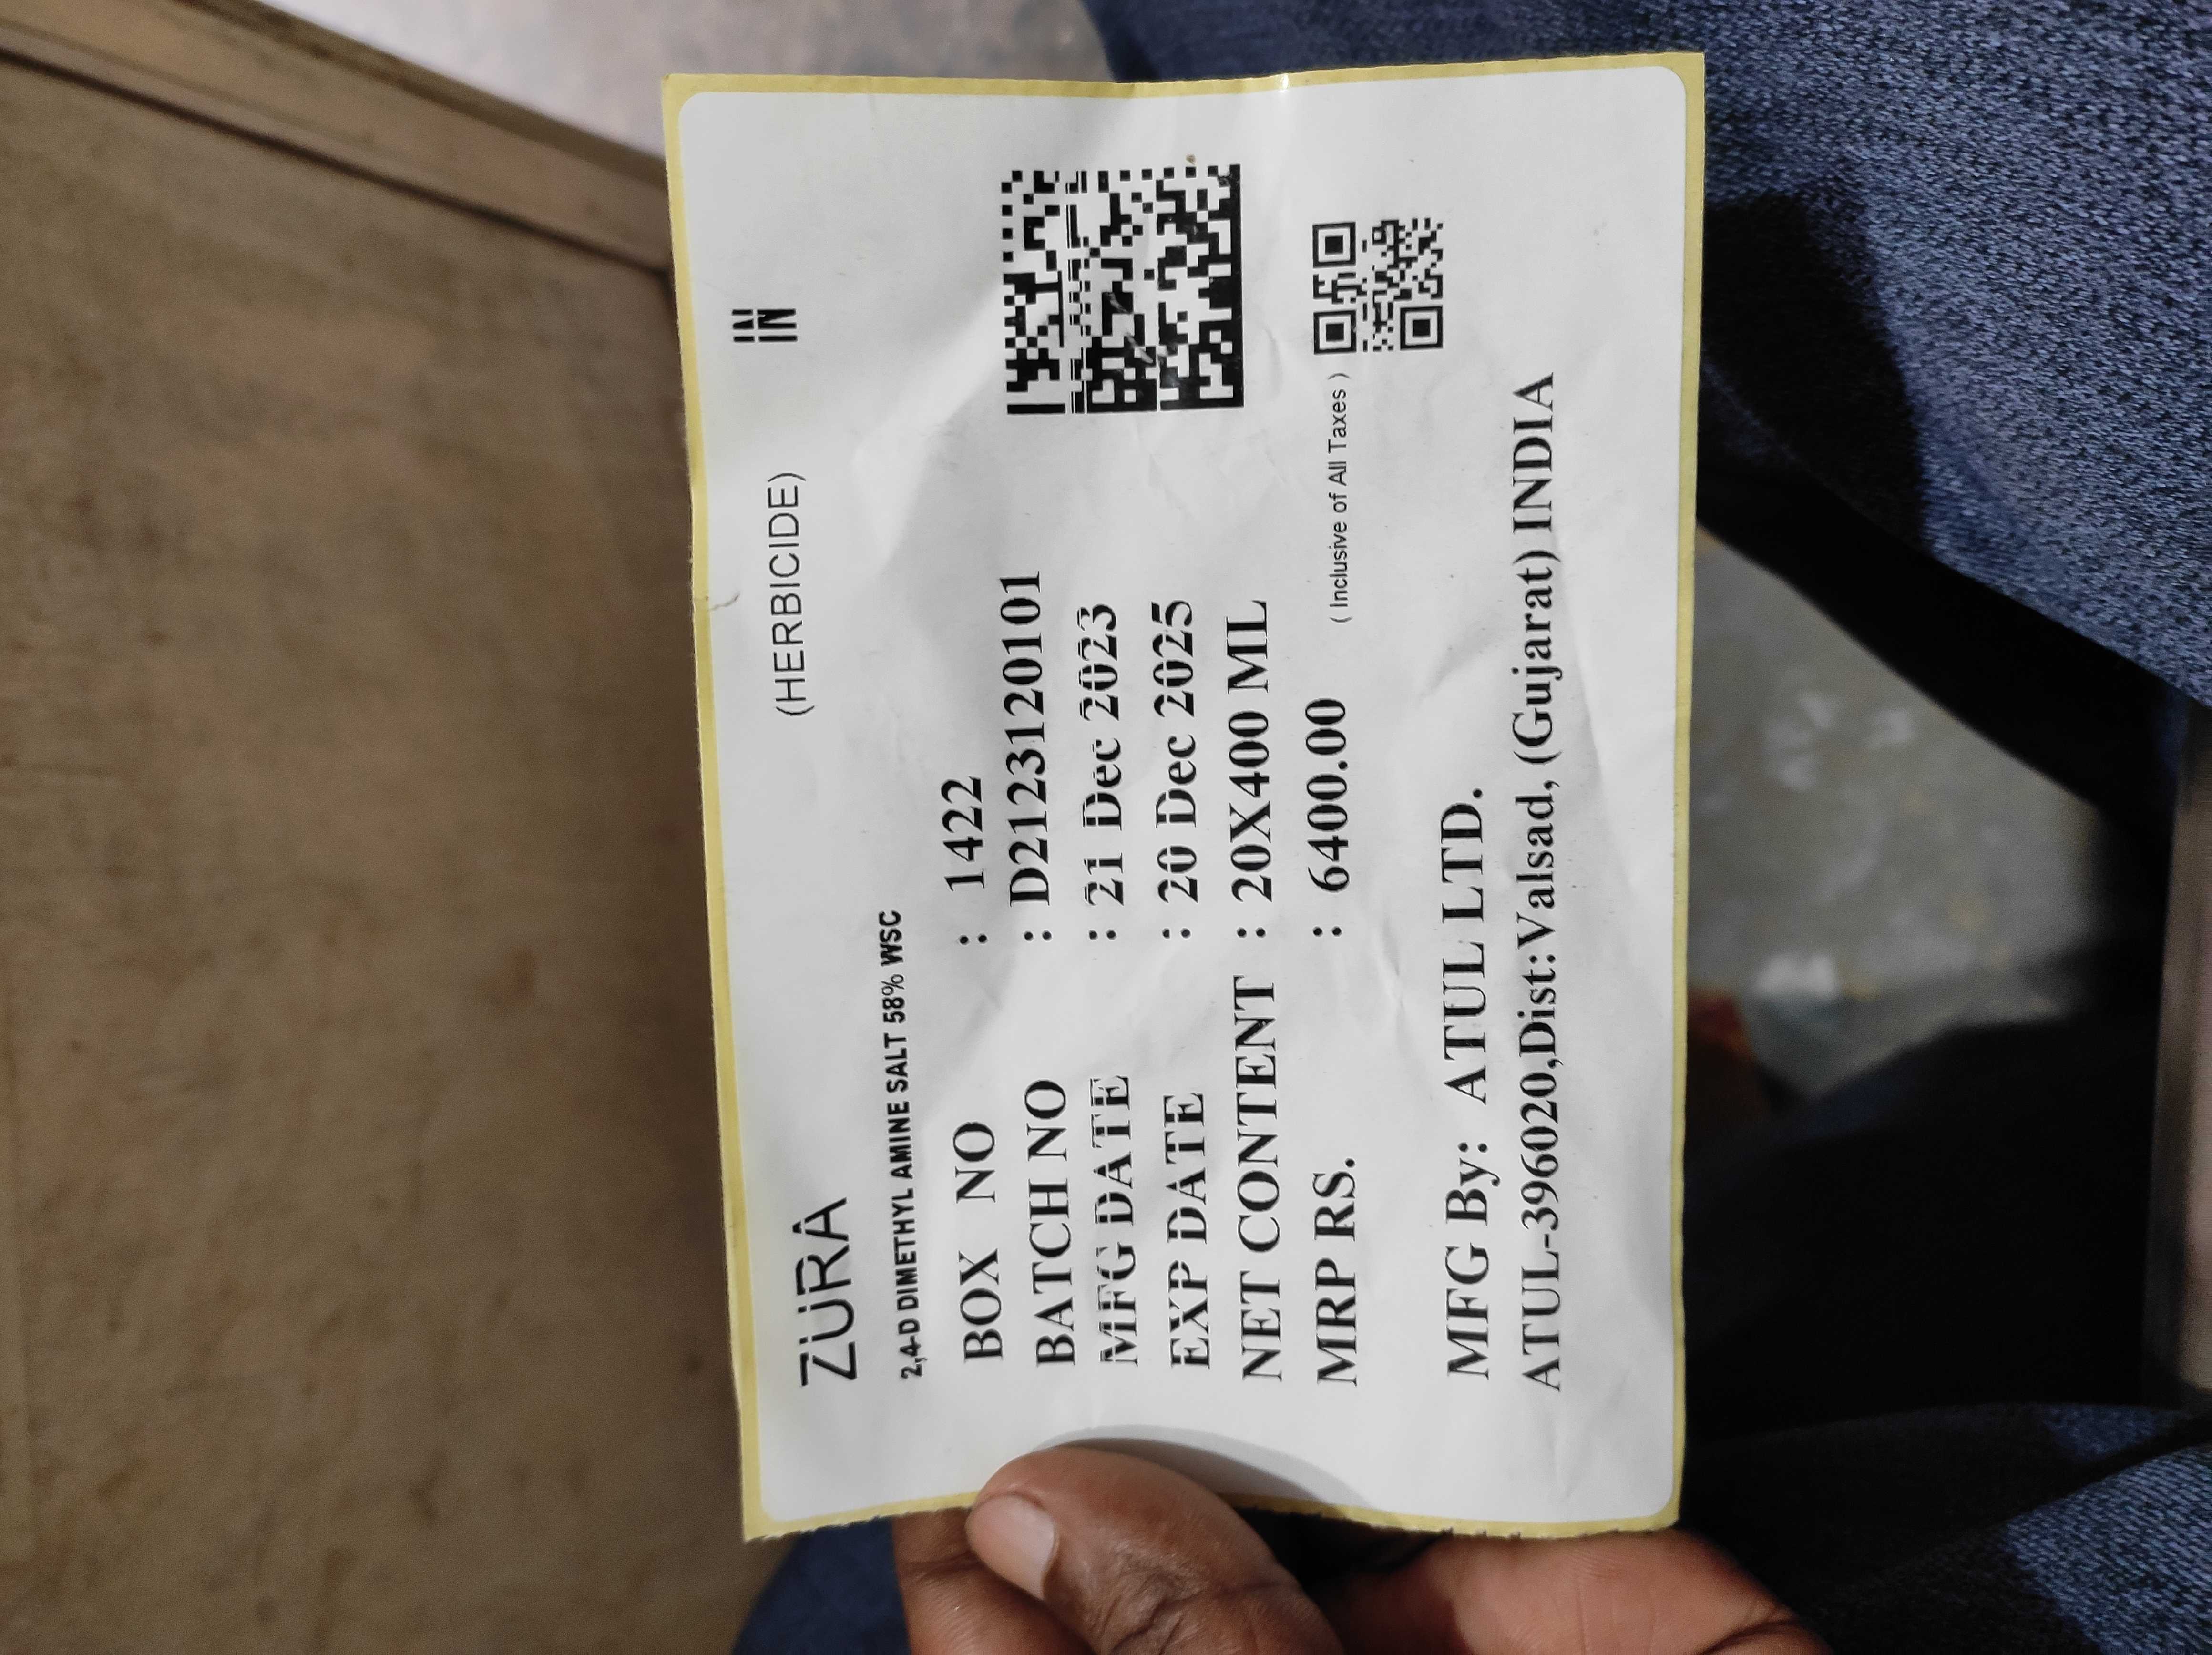 IN
ZURA (HERBICIDE)
2,4-D DIMETHYL AMINE SALT 58% WSC
BOX NO : 1422
BATCH NO : D2123120101
MFG DATE : 21 Dec 2023
EXP DATE : 20 Dec 2025
NET CONTENT : 20X400 ML
MRP RS. : 6400.00 ( Inclusive of All Taxes )
MFG By: ATUL LTD.
ATUL-396020,Dist:Valsad, (Gujarat) INDIA